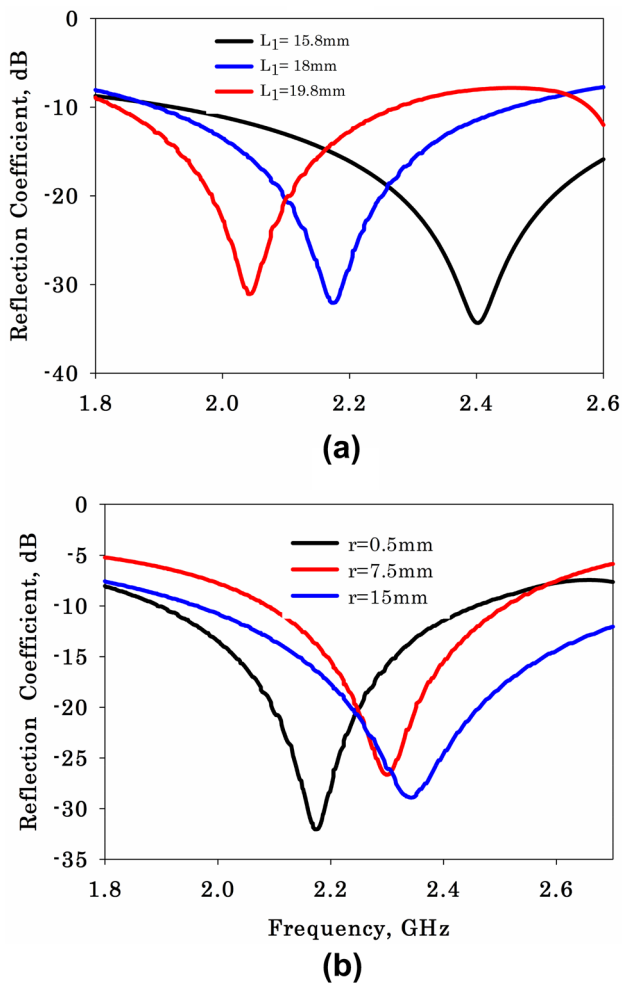 0
L1= 15.8mm
L1= 18mm
L1=19.8mm
-10
-20
-30
-40
Reflection Coefficient, dB
1.8 2.0 2.2 2.4 2.6
(a)
0
r=0.5mm
r=7.5mm
r=15mm
-5
-10
-15
-20
-25
-30
-35
Reflection Coefficient, dB
1.8 2.0 2.2 2.4 2.6
Frequency, GHz
(b)